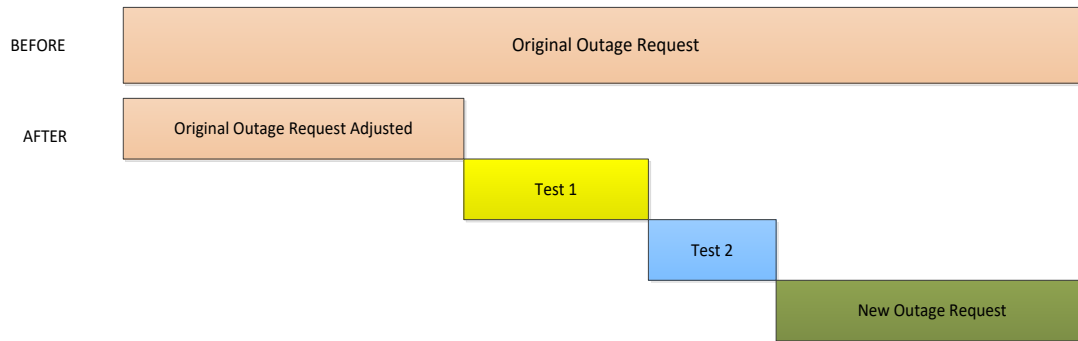 BEFORE
Original Outage Request
AFTER
Original Outage Request Adjusted
Test 1
Test 2
New Outage Request